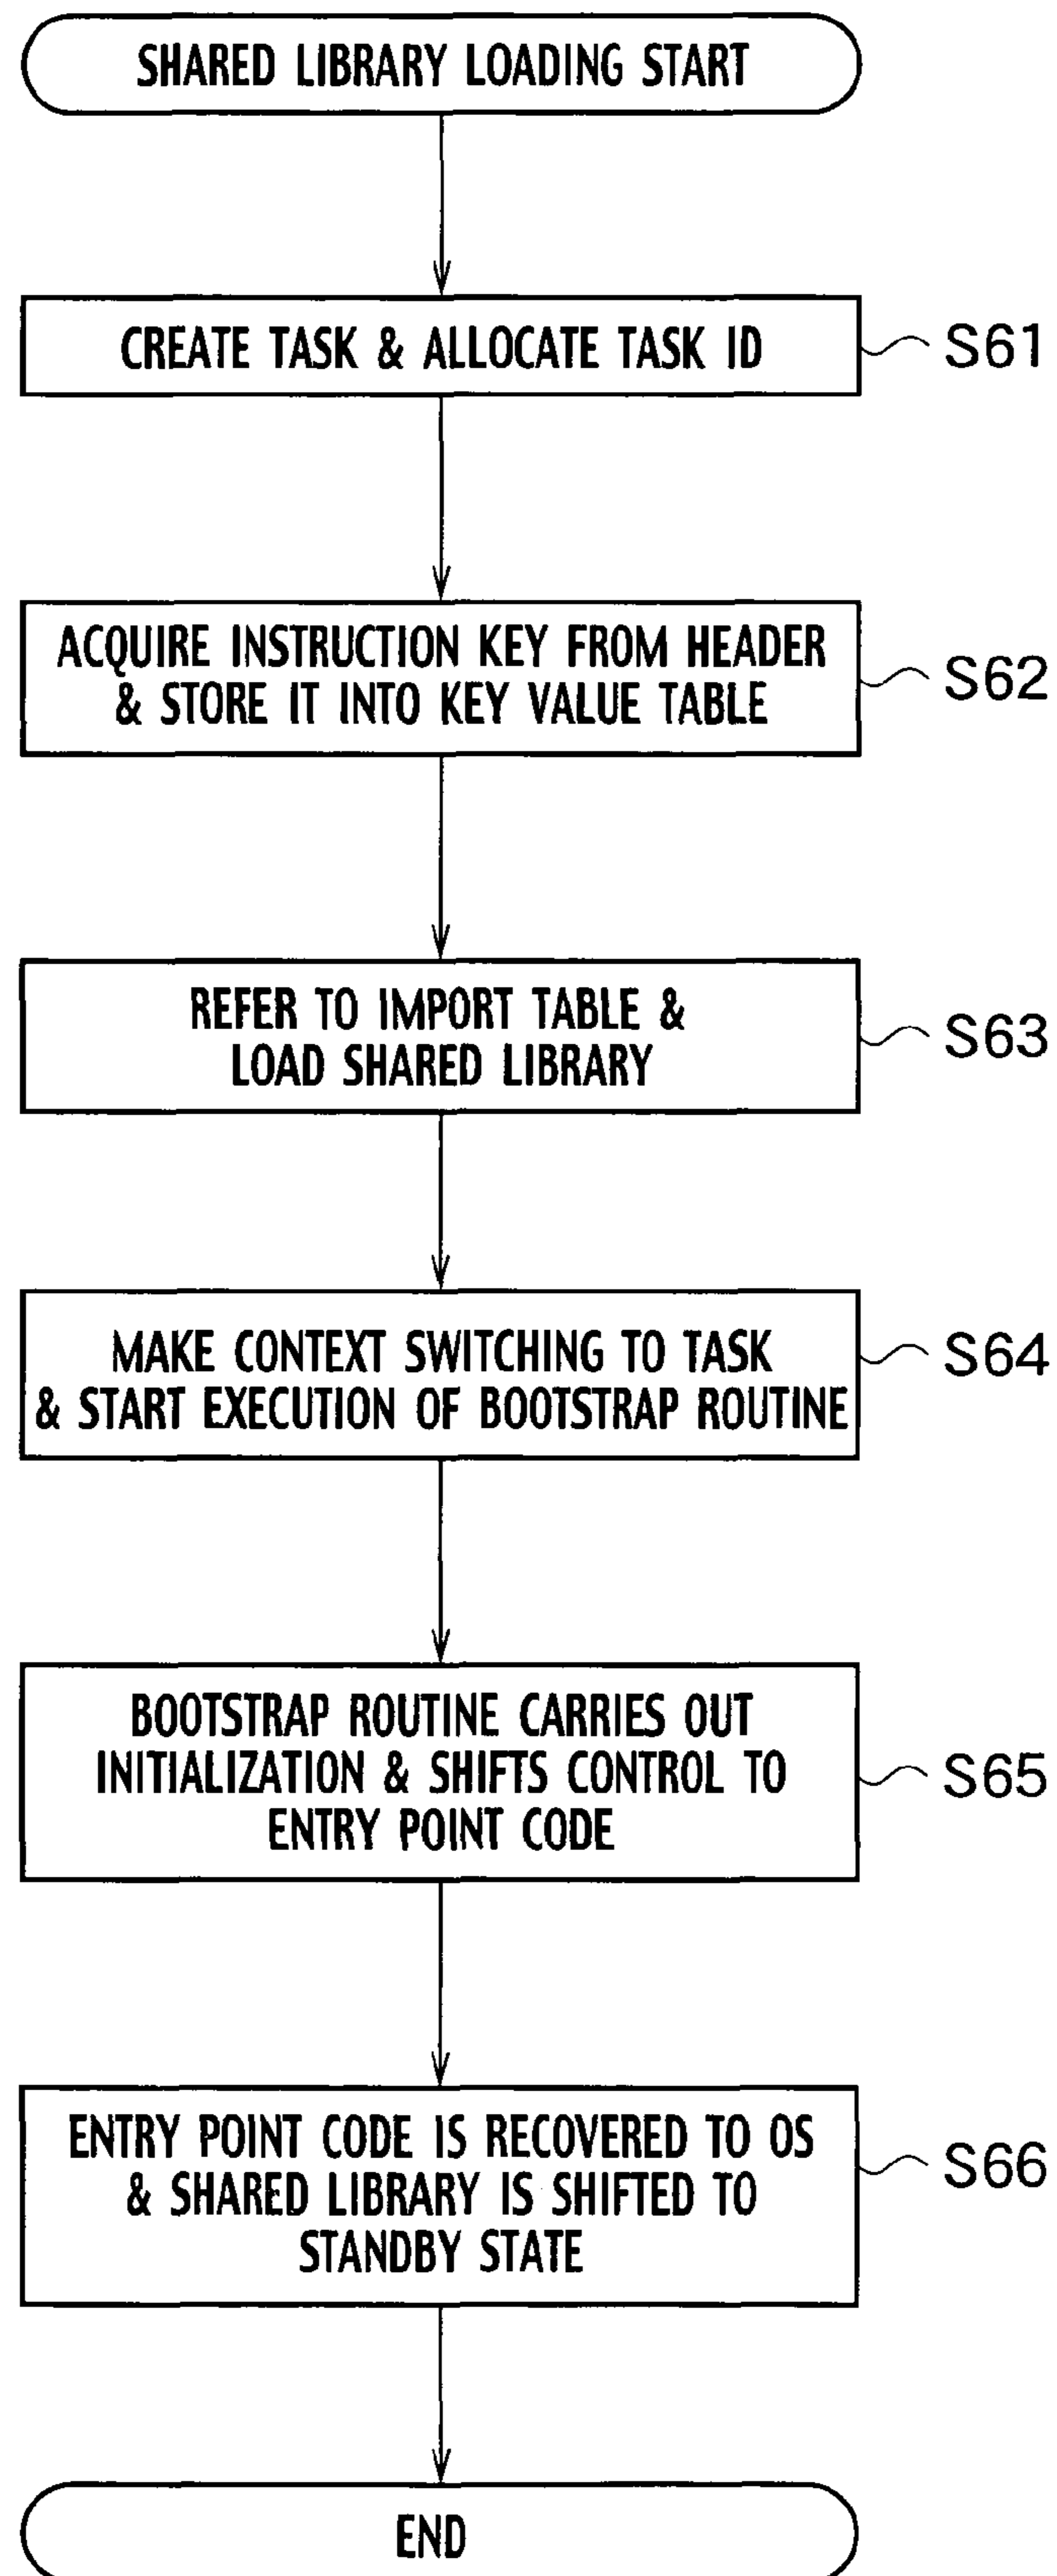 SHARED LIBRARY LOADING START
CREATE TASK & ALLOCATE TASK ID
S61
ACQUIRE INSTRUCTION KEY FROM HEADER
& STORE IT INTO KEY VALUE TABLE
S62
REFER TO IMPORT TABLE &
LOAD SHARED LIBRARY
S63
MAKE CONTEXT SWITCHING TO TASK
& START EXECUTION OF BOOTSTRAP ROUTINE
S64
BOOTSTRAP ROUTINE CARRIES OUT
INITIALIZATION & SHIFTS CONTROL TO
ENTRY POINT CODE
S65
ENTRY POINT CODE IS RECOVERED TO OS
& SHARED LIBRARY IS SHIFTED TO
STANDBY STATE
S66
END